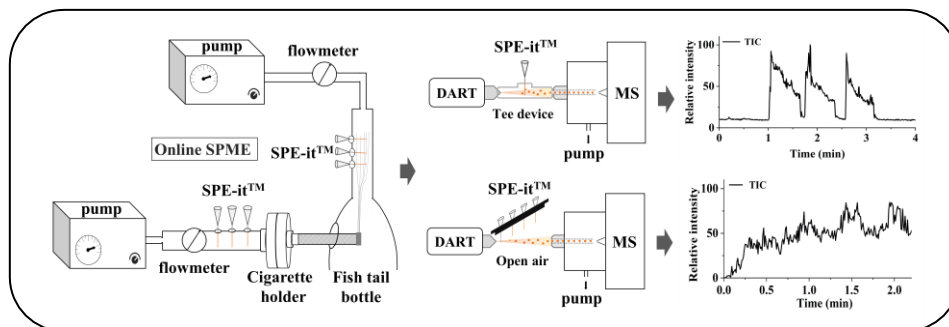 pump
flowmeter
Online SPME
SPE-it™
SPE-it™
pump
flowmeter
Cigarette
holder
Fish tail
bottle
SPE-it™
DART
Tee device
MS
pump
SPE-it™
DART
Open air
MS
pump
Relative intensity
100
50
0
TIC
0 1 2 3 4
Time (min)
Relative intensity
100
75
50
25
0
TIC
0.0 0.5 1.0 1.5 2.0
Time (min)